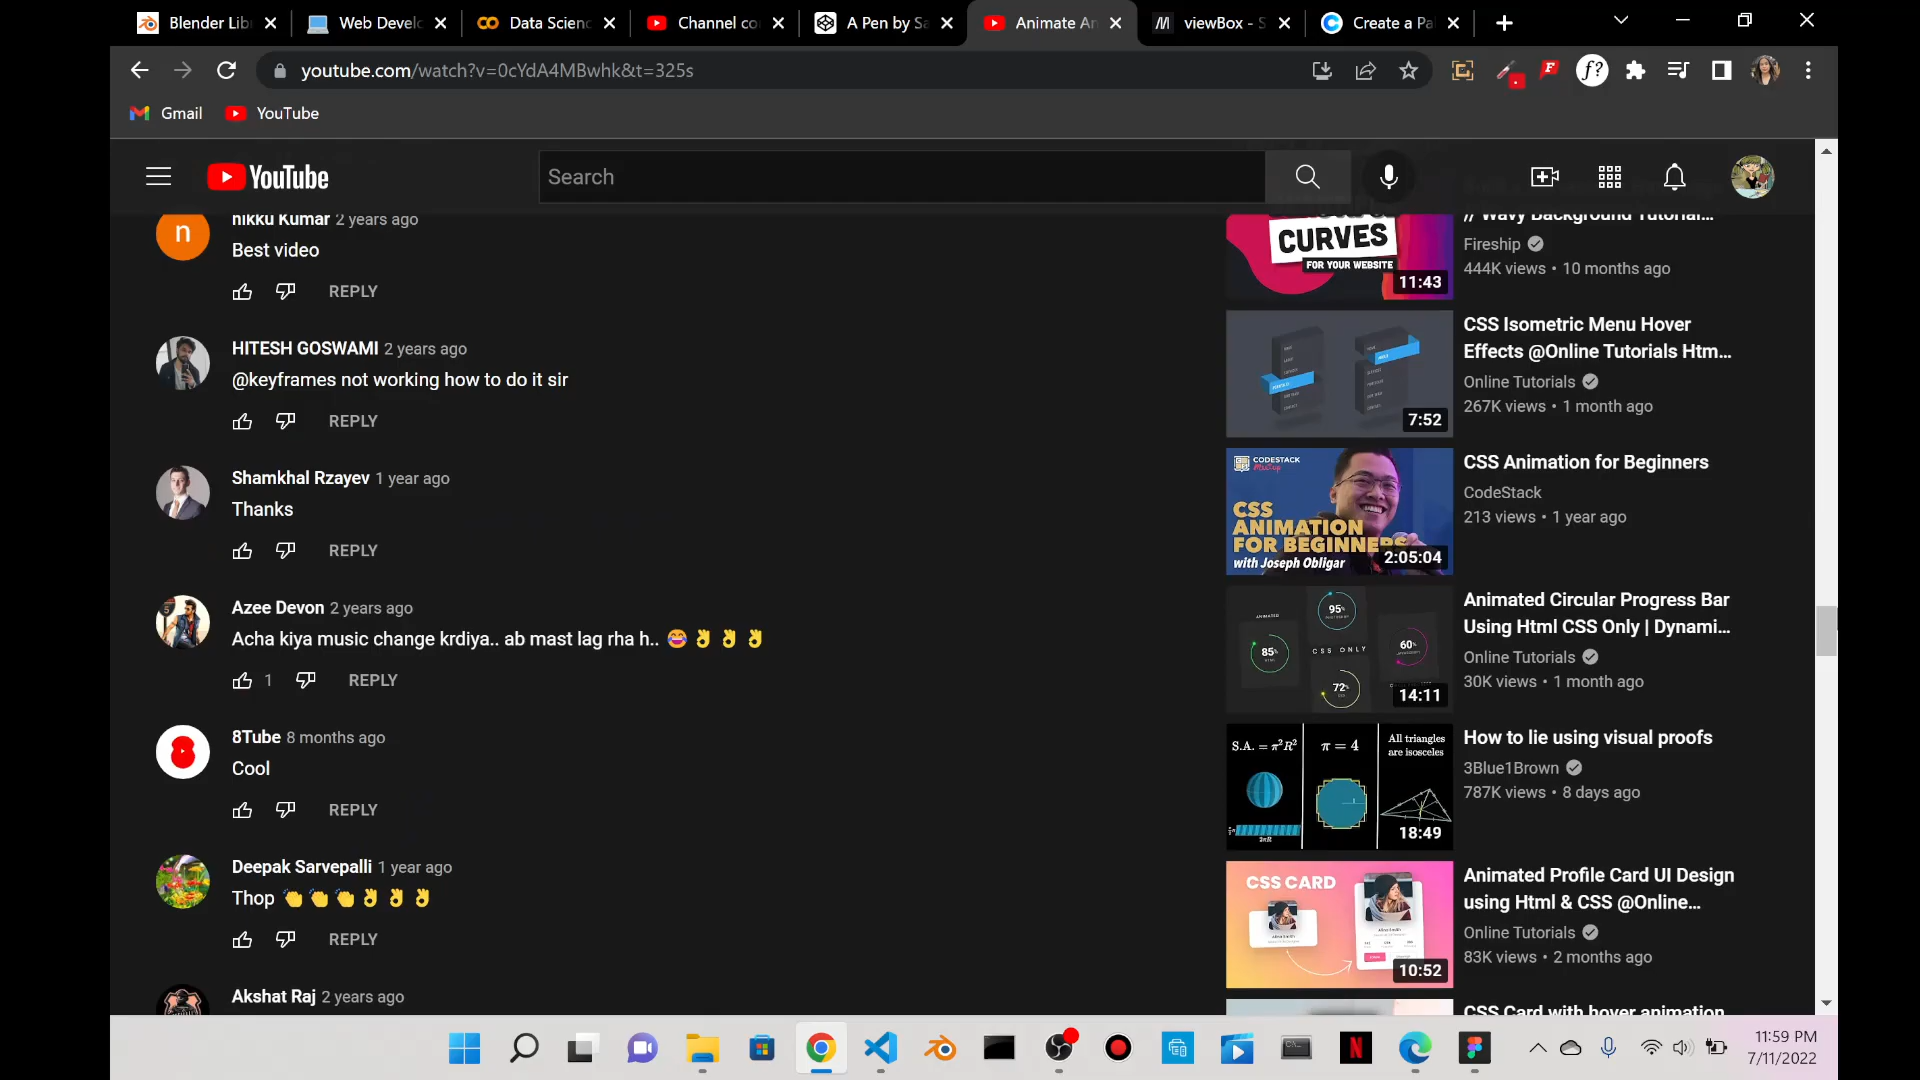 Blender Lib
Web Develo
Data Scienc
Channel co
A Pen by Sa
Animate An
viewBox - S
Create a Pa
youtube.com/watch?v=0cYdA4MBwhk&t=325s
Gmail
YouTube
YouTube
Search
nikku Kumar 2 years ago
Best video
REPLY
HITESH GOSWAMI 2 years ago
@keyframes not working how to do it sir
REPLY
Shamkhal Rzayev 1 year ago
Thanks
REPLY
Azee Devon 2 years ago
Acha kiya music change krdiya.. ab mast lag rha h.. 😂👌👌👌
1 REPLY
8Tube 8 months ago
Cool
REPLY
Deepak Sarvepalli 1 year ago
Thop 👏👏👏👌👌👌
REPLY
Akshat Raj 2 years ago
CURVES
FOR YOUR WEBSITE
11:43
// Wavy Background Tutorial...
Fireship
444K views • 10 months ago
7:52
CSS Isometric Menu Hover
Effects @Online Tutorials Htm...
Online Tutorials
267K views • 1 month ago
CODESTACK
Meetup
CSS
ANIMATION
FOR BEGINNERS
with Joseph Obligar
2:05:04
CSS Animation for Beginners
CodeStack
213 views • 1 year ago
95%
85%
CSS ONLY
60%
72%
14:11
Animated Circular Progress Bar
Using Html CSS Only | Dynami...
Online Tutorials
30K views • 1 month ago
S.A. = π²R²
π = 4
All triangles
are isosceles
2πR
18:49
How to lie using visual proofs
3Blue1Brown
787K views • 8 days ago
CSS CARD
10:52
Animated Profile Card UI Design
using Html & CSS @Online...
Online Tutorials
83K views • 2 months ago
CSS Card with hover animation
11:59 PM
7/11/2022